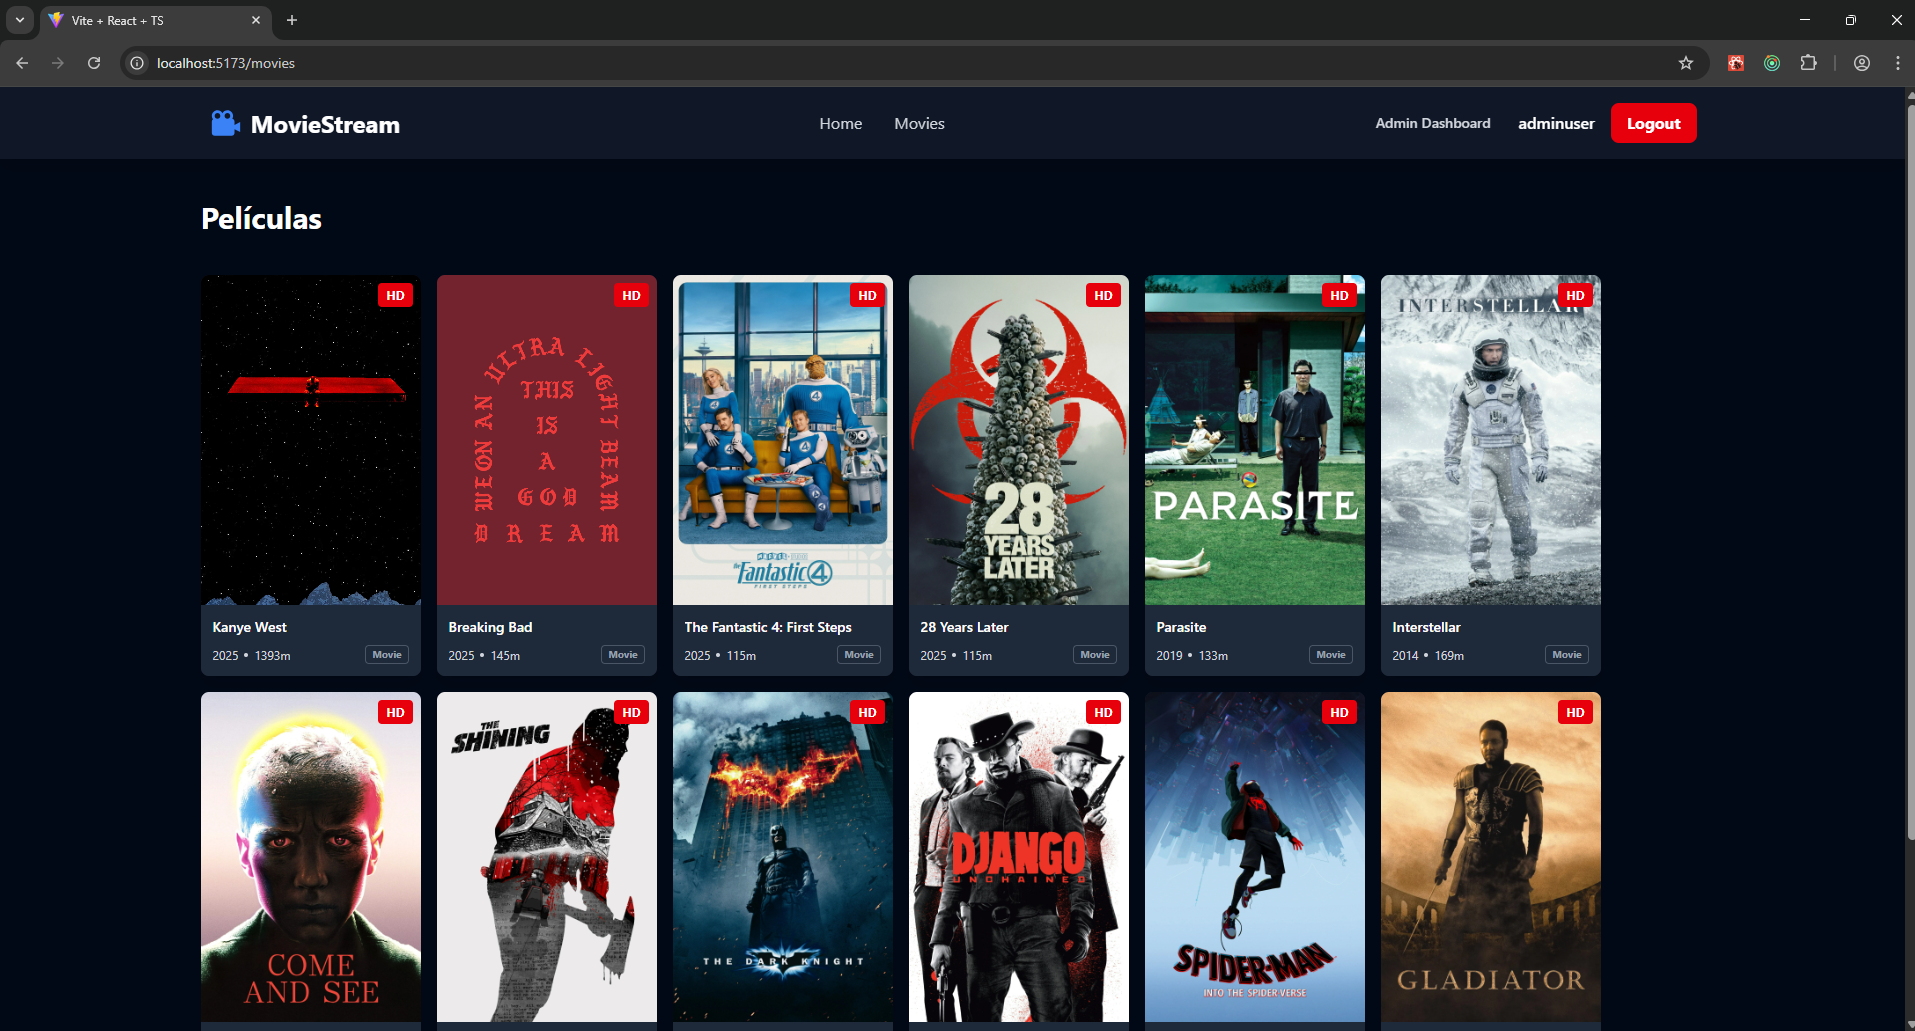 Vite + React + TS
localhost:5173/movies
MovieStream
Home
Movies
Admin Dashboard
adminuser
Logout
Películas
HD
HD
HD
HD
HD
HD
WE ON AN ULTRA LIGHT BEAM
THIS
IS
A
GOD
DREAM
Fantastic 4
FIRST STEPS
28
YEARS
LATER
PARASITE
INTERSTELLAR
Kanye West
2025 • 1393m
Movie
Breaking Bad
2025 • 145m
Movie
The Fantastic 4: First Steps
2025 • 115m
Movie
28 Years Later
2025 • 115m
Movie
Parasite
2019 • 133m
Movie
Interstellar
2014 • 169m
Movie
HD
HD
HD
HD
HD
HD
COME
AND SEE
THE
SHINING
THE DARK KNIGHT
DJANGO
UNCHAINED
SPIDER-MAN
INTO THE SPIDER-VERSE
GLADIATOR